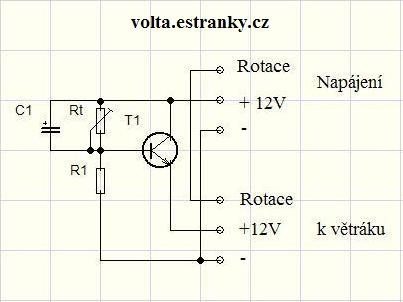 volta.estranky.cz
Rotace
Napájení
C1
+
Rt
T1
+ 12V
-
R1
Rotace
+12V
k větráku
-